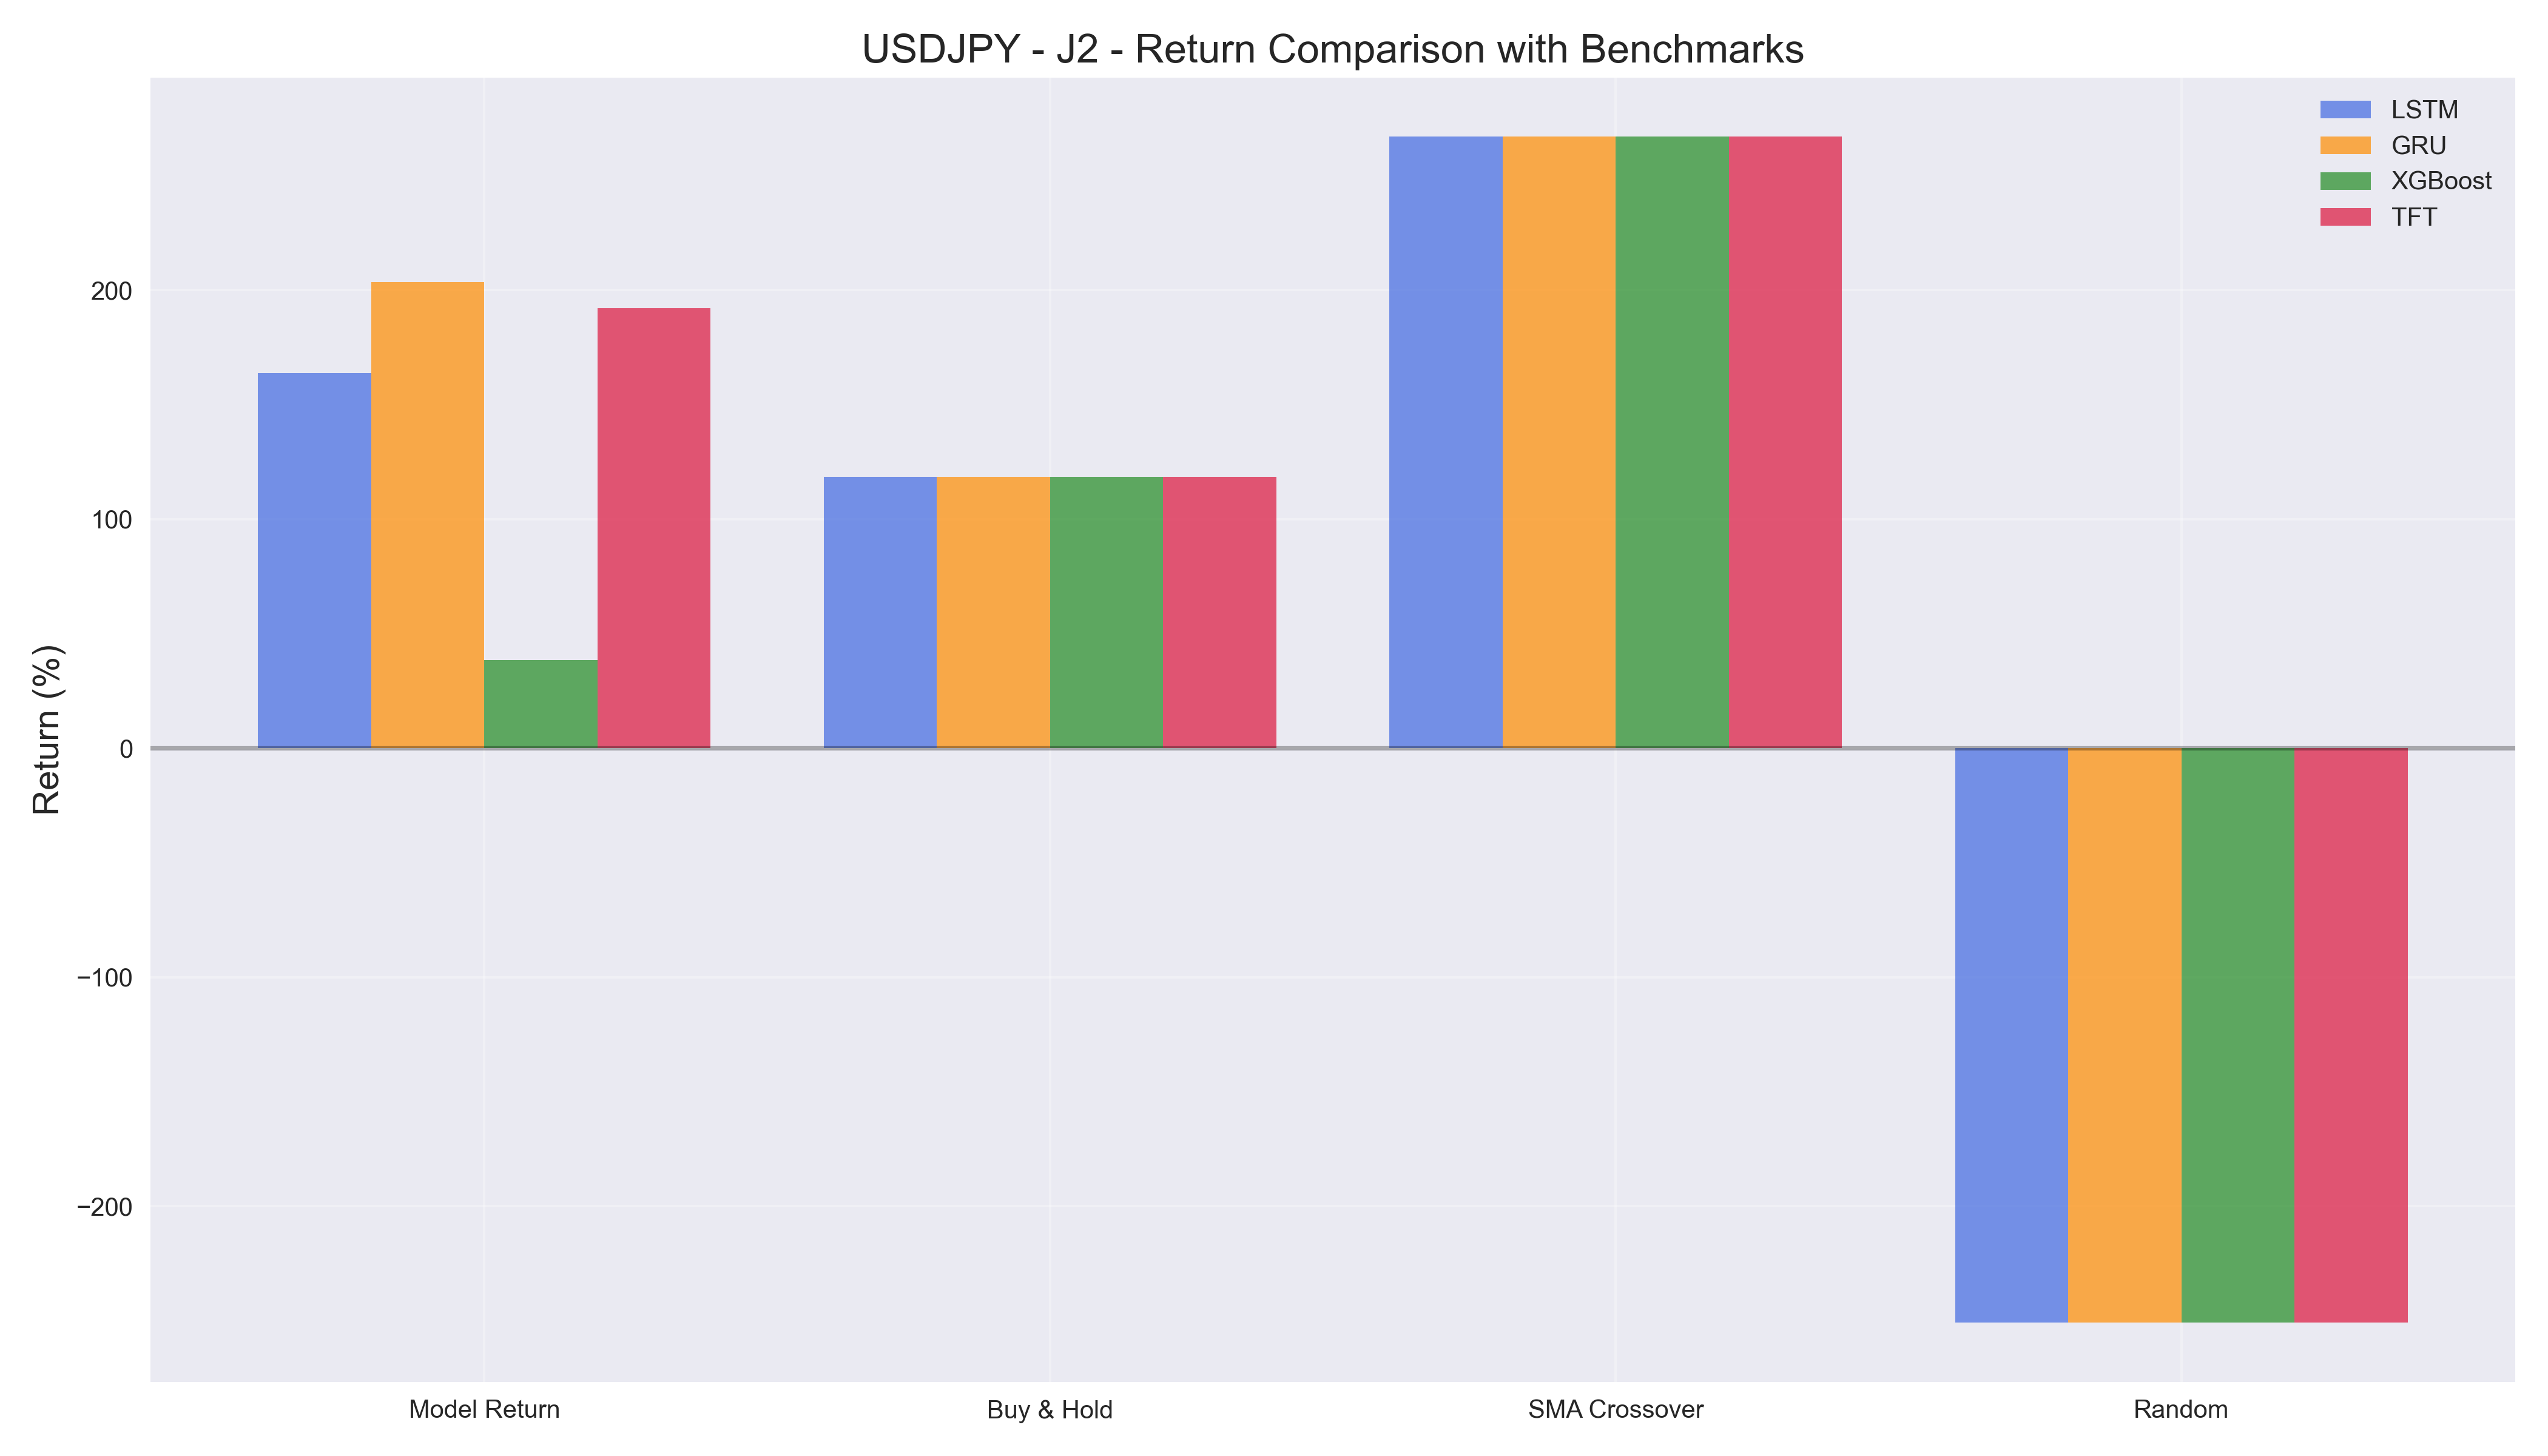 USDJPY - J2 - Return Comparison with Benchmarks
LSTM
GRU
XGBoost
TFT
Return (%)
200
100
0
−100
−200
Model Return
Buy & Hold
SMA Crossover
Random